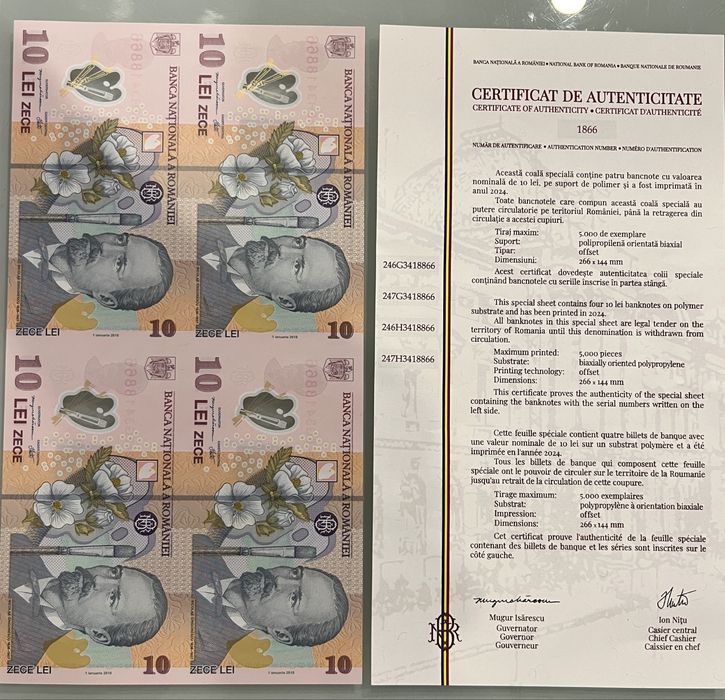 10 LEI ZECE
BANCA NAȚIONALĂ A ROMÂNIEI
ZECE LEI
1 ianuarie 2018
10
10 LEI ZECE
BANCA NAȚIONALĂ A ROMÂNIEI
ZECE LEI
1 ianuarie 2018
10
10 LEI ZECE
BANCA NAȚIONALĂ A ROMÂNIEI
ZECE LEI
1 ianuarie 2018
10
10 LEI ZECE
BANCA NAȚIONALĂ A ROMÂNIEI
ZECE LEI
1 ianuarie 2018
10
BANCA NAȚIONALĂ A ROMÂNIEI • NATIONAL BANK OF ROMANIA • BANQUE NATIONALE DE ROUMANIE
CERTIFICAT DE AUTENTICITATE
CERTIFICATE OF AUTHENTICITY • CERTIFICAT D'AUTHENTICITÉ
1866
NUMĂR DE AUTENTIFICARE • AUTHENTICATION NUMBER • NUMÉRO D'AUTHENTIFICATION
Această coală specială conține patru bancnote cu valoarea
nominală de 10 lei, pe suport de polimer și a fost imprimată în
anul 2024.
Toate bancnotele care compun această coală specială au
putere circulatorie pe teritoriul României, până la retragerea din
circulație a acestei cupiuri.
Tiraj maxim: 5.000 de exemplare
Suport: polipropilenă orientată biaxial
Tipar: offset
Dimensiuni: 266 x 144 mm
Acest certificat dovedește autenticitatea colii speciale
conținând bancnotele cu seriile înscrise în partea stângă.
246G3418866
247G3418866
246H3418866
247H3418866
This special sheet contains four 10 lei banknotes on polymer
substrate and has been printed in 2024.
All banknotes in this special sheet are legal tender on the
territory of Romania until this denomination is withdrawn from
circulation.
Maximum printed: 5,000 pieces
Substrate: biaxially oriented polypropylene
Printing technology: offset
Dimensions: 266 x 144 mm
This certificate proves the authenticity of the special sheet
containing the banknotes with the serial numbers written on the
left side.
Cette feuille spéciale contient quatre billets de banque avec
une valeur nominale de 10 lei sur un substrat polymère et a été
imprimée en l'année 2024.
Tous les billets de banque qui composent cette feuille
spéciale ont le pouvoir de circuler sur le territoire de la Roumanie
jusqu'au retrait de la circulation de cette coupure.
Tirage maximum: 5.000 exemplaires
Substrat: polypropylène à orientation biaxiale
Impression: offset
Dimensions: 266 x 144 mm
Cet certificat prouve l'authenticité de la feuille spéciale
contenant des billets de banque et les séries sont inscrites sur le
côté gauche.
Mugur Isărescu
Guvernator
Governor
Gouverneur
Ion Nițu
Casier central
Chief Cashier
Caissier en chef